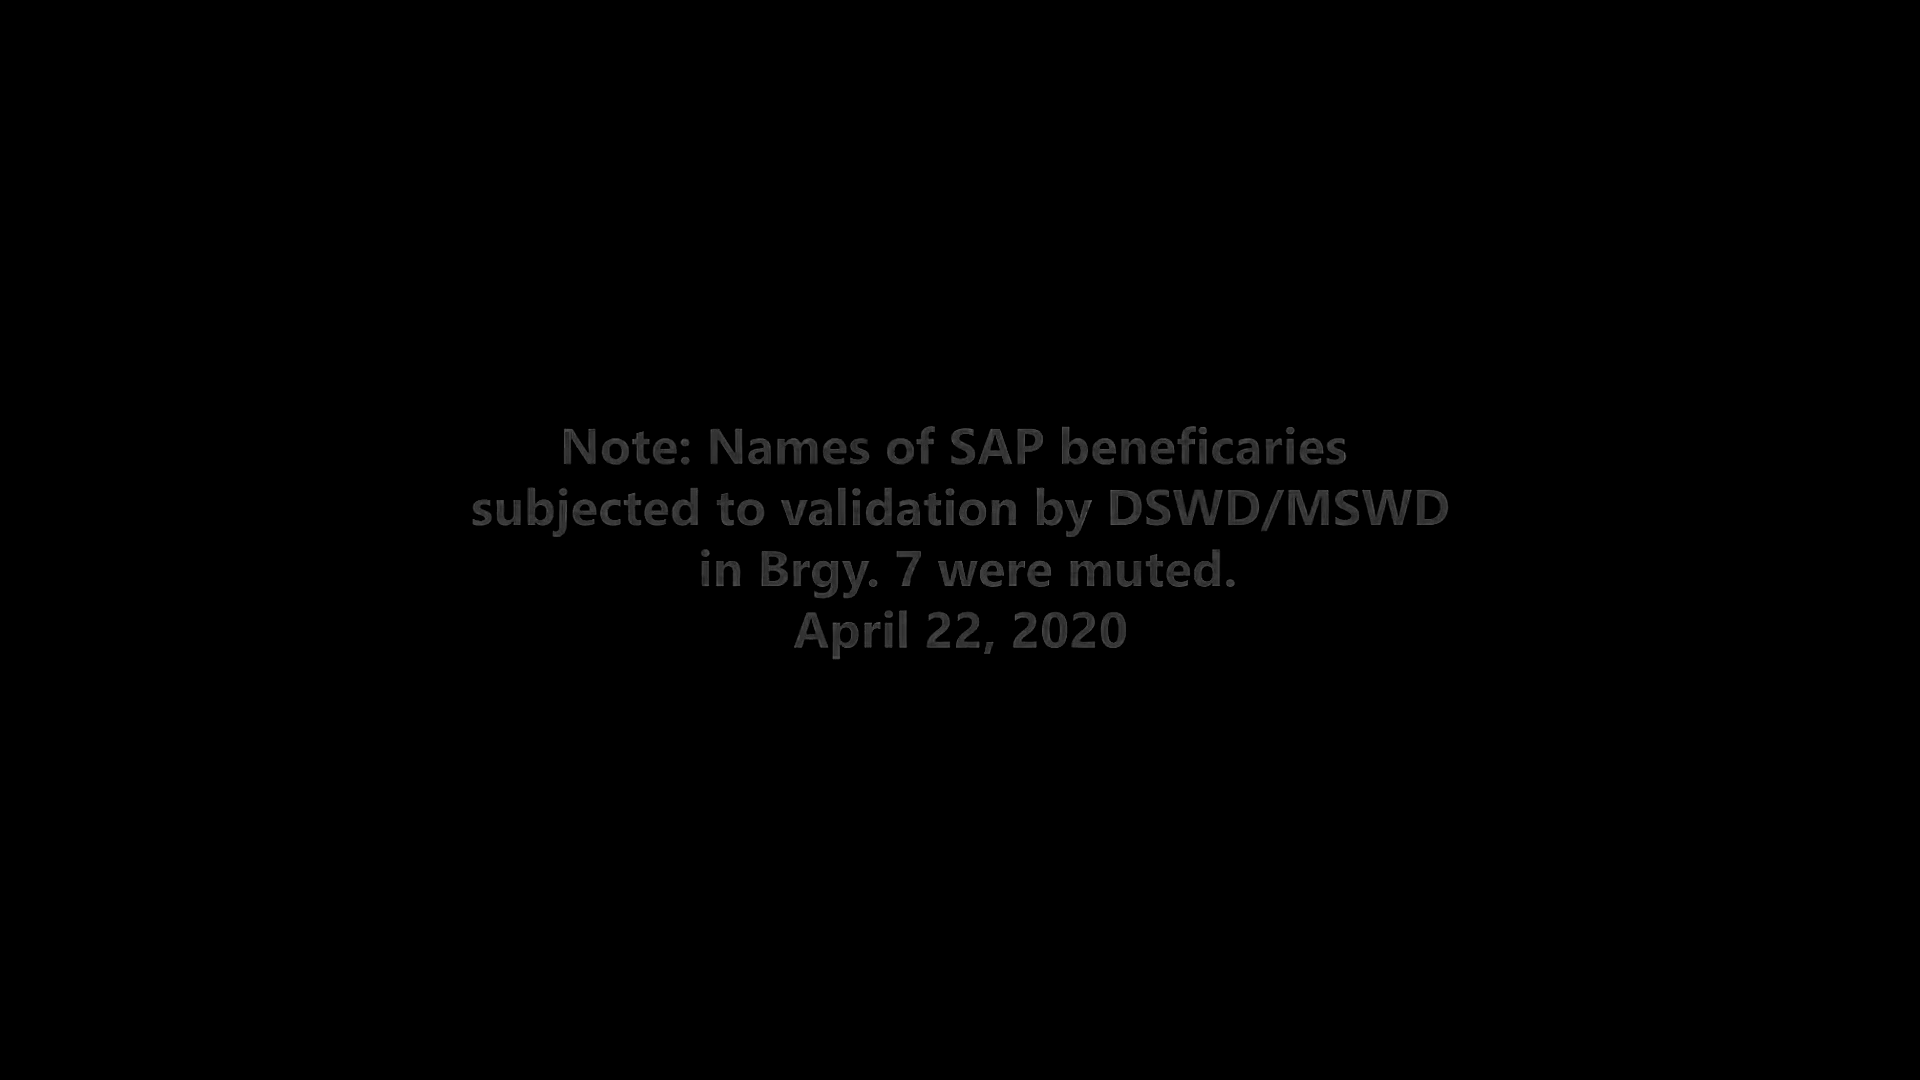 Note: Names of SAP beneficaries
subjected to validation by DSWD/MSWD
in Brgy. 7 were muted.
April 22, 2020